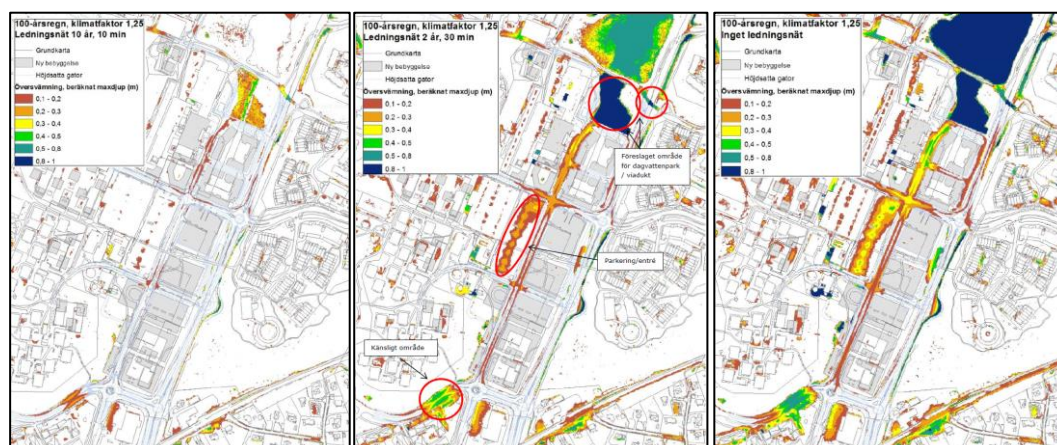 100-årsregn, klimatfaktor 1,25
Ledningsnät 10 år, 10 min
Grundkarta
Ny bebyggelse
Höjdsatta gator
Översvämning, beräknat maxdjup (m)
0,1 - 0,2
0,2 - 0,3
0,3 - 0,4
0,4 - 0,5
0,5 - 0,8
0,8 - 1
100-årsregn, klimatfaktor 1,25
Ledningsnät 2 år, 30 min
Grundkarta
Ny bebyggelse
Höjdsatta gator
Översvämning, beräknat maxdjup (m)
0,1 - 0,2
0,2 - 0,3
0,3 - 0,4
0,4 - 0,5
0,5 - 0,8
0,8 - 1
Föreslaget område
för dagvattenpark
/ viadukt
Parkering/entré
Känsligt område
100-årsregn, klimatfaktor 1,25
Inget ledningsnät
Grundkarta
Ny bebyggelse
Höjdsatta gator
Översvämning, beräknat maxdjup (m)
0,1 - 0,2
0,2 - 0,3
0,3 - 0,4
0,4 - 0,5
0,5 - 0,8
0,8 - 1